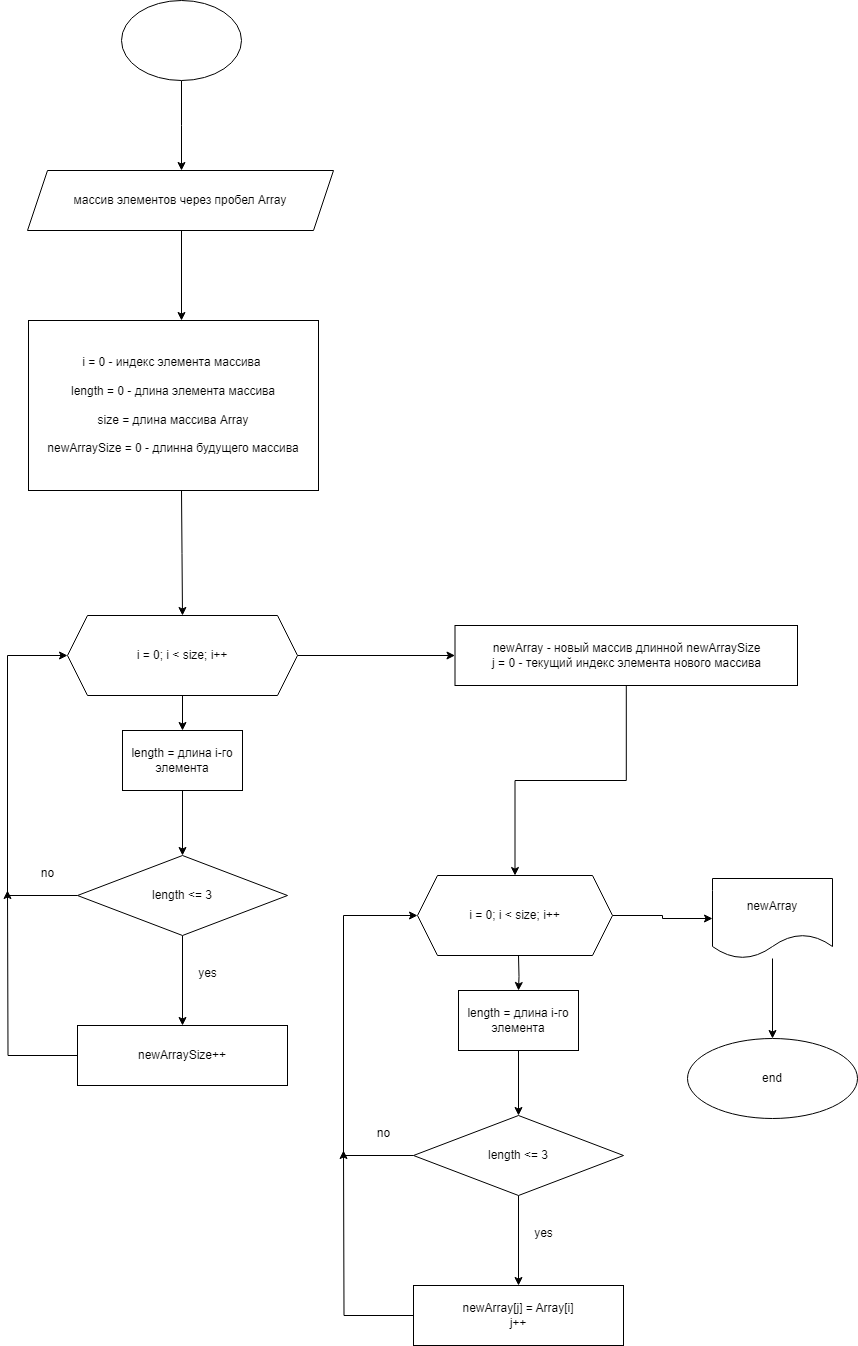 массив элементов через пробел Array
i = 0 - индекс элемента массива
length = 0 - длина элемента массива
size = длина массива Array
newArraySize = 0 - длинна будущего массива
i = 0; i < size; i++
newArray - новый массив длинной newArraySize
j = 0 - текущий индекс элемента нового массива
length = длина i-го
элемента
no
length <= 3
yes
newArraySize++
i = 0; i < size; i++
newArray
length = длина i-го
элемента
end
no
length <= 3
yes
newArray[j] = Array[i]
j++